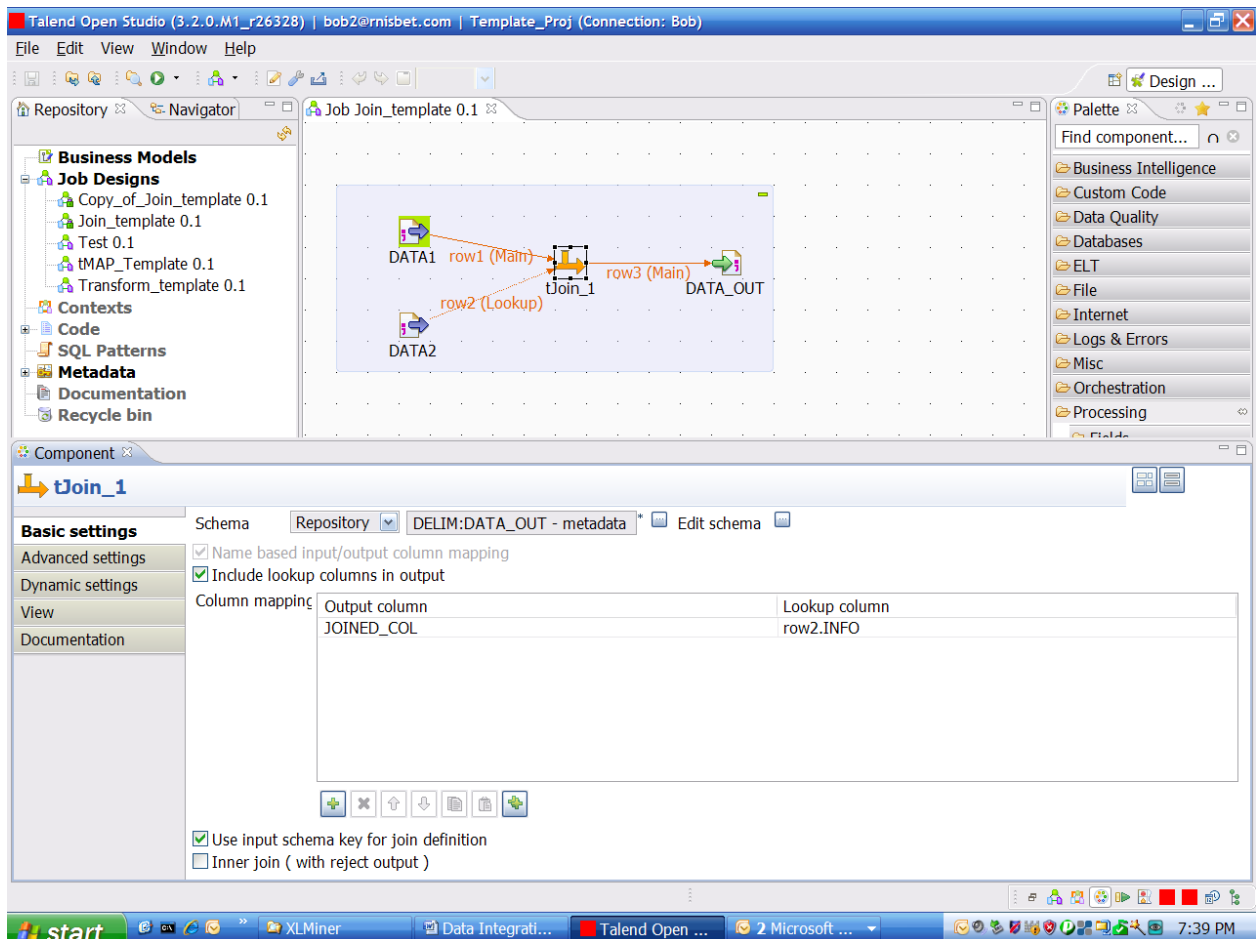 Talend Open Studio (3.2.0.M1_r26328) | bob2@rnisbet.com | Template_Proj (Connection: Bob)
File Edit View Window Help
Design ...
Repository Navigator
Job Join_template 0.1
Palette
Find component...
Business Models
Job Designs
Copy_of_Join_template 0.1
Join_template 0.1
Test 0.1
tMAP_Template 0.1
Transform_template 0.1
Contexts
Code
SQL Patterns
Metadata
Documentation
Recycle bin
DATA1
row1 (Main)
row2 (Lookup)
DATA2
tJoin_1
row3 (Main)
DATA_OUT
Business Intelligence
Custom Code
Data Quality
Databases
ELT
File
Internet
Logs & Errors
Misc
Orchestration
Processing
Fields
Component
tJoin_1
Basic settings
Advanced settings
Dynamic settings
View
Documentation
Schema Repository DELIM:DATA_OUT - metadata * ... Edit schema ...
Name based input/output column mapping
Include lookup columns in output
Column mapping
Output column Lookup column
JOINED_COL row2.INFO
Use input schema key for join definition
Inner join ( with reject output )
start XLMiner Data Integrati... Talend Open ... 2 Microsoft ... 7:39 PM